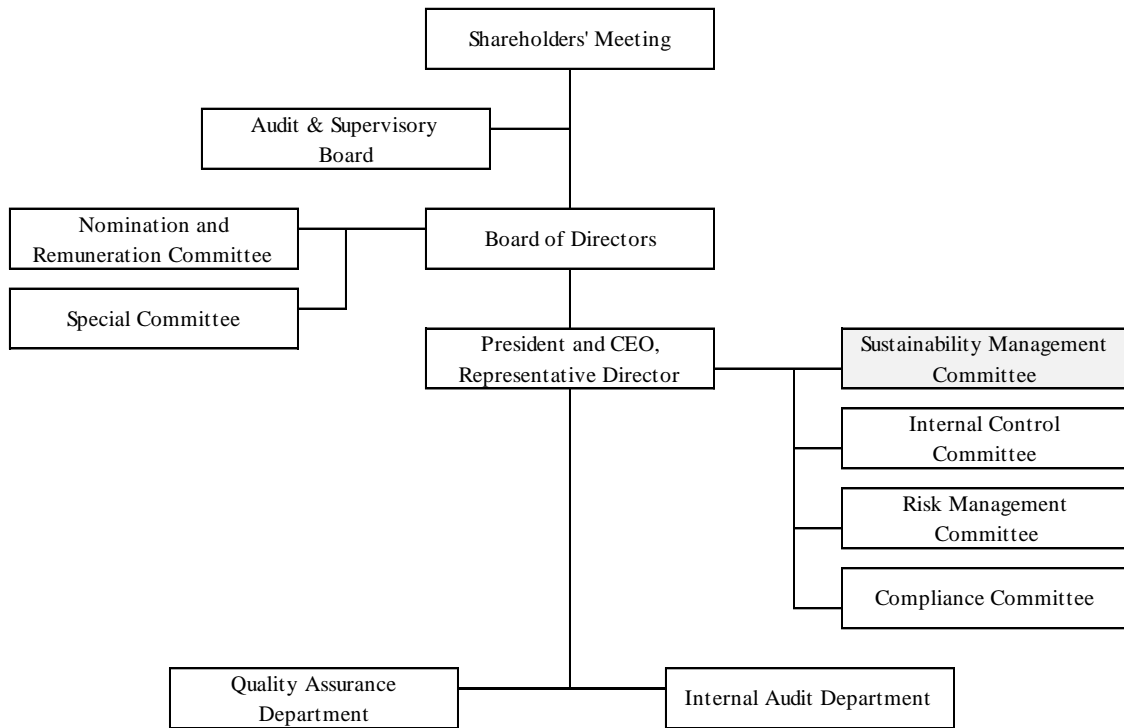 Shareholders' Meeting
Audit & Supervisory
Board
Nomination and
Remuneration Committee
Board of Directors
Special Committee
President and CEO,
Representative Director
Sustainability Management
Committee
Internal Control
Committee
Risk Management
Committee
Compliance Committee
Quality Assurance
Department
Internal Audit Department